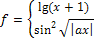 f = { lg(x + 1)
sin² √|ax|